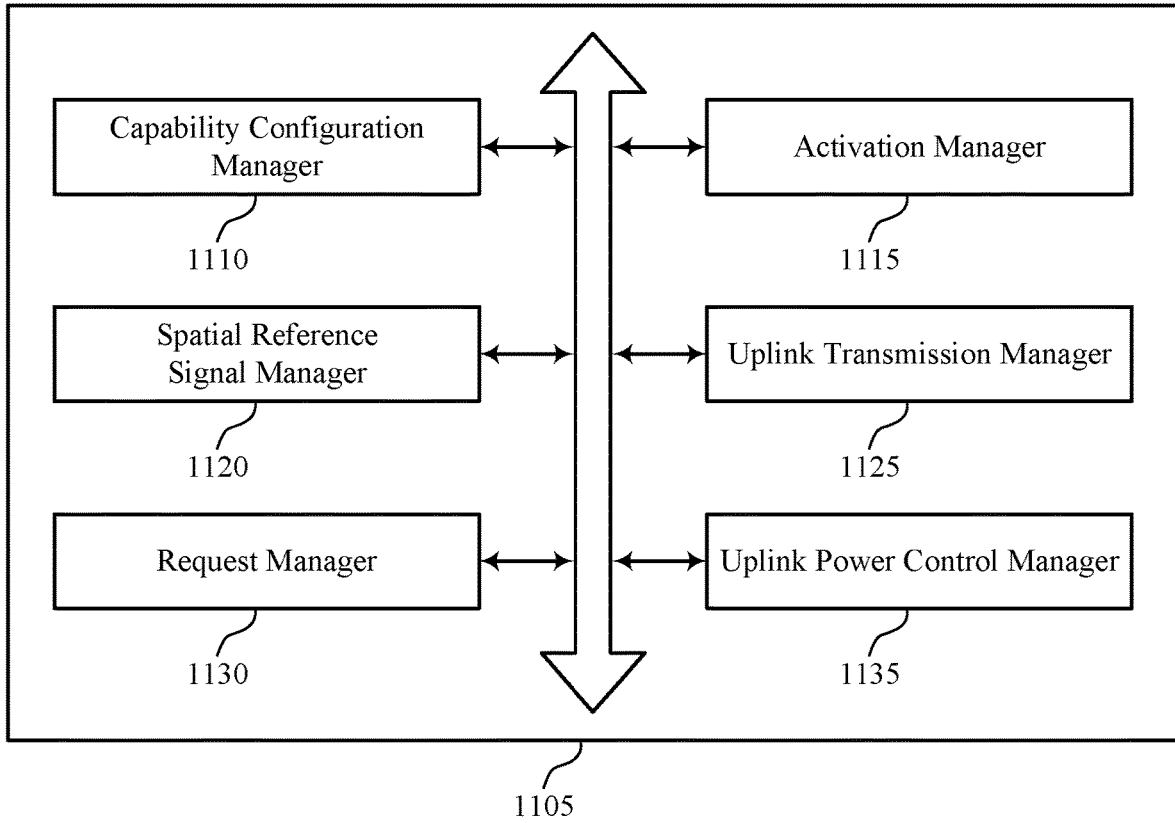 Capability Configuration
Manager
1110
Activation Manager
1115
Spatial Reference
Signal Manager
1120
Uplink Transmission Manager
1125
Request Manager
1130
Uplink Power Control Manager
1135
1105